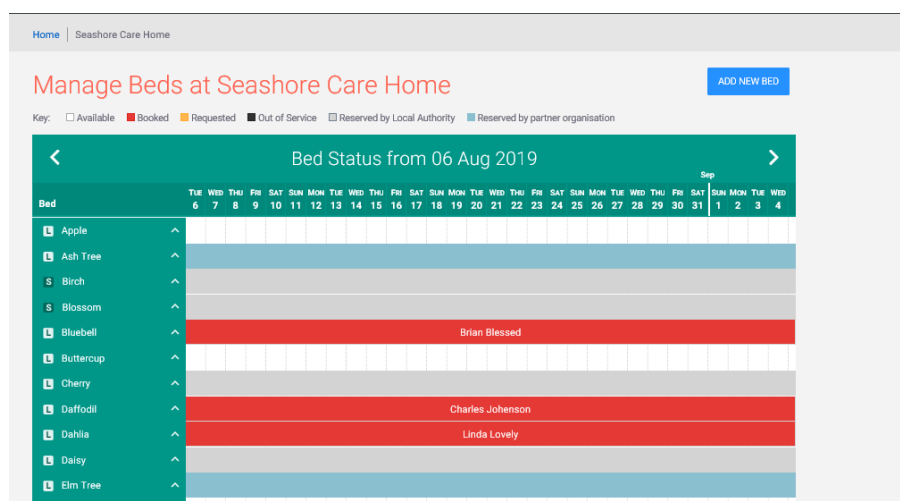 Home | Seashore Care Home
Manage Beds at Seashore Care Home
ADD NEW BED
Key: Available Booked Requested Out of Service Reserved by Local Authority Reserved by partner organisation
Bed Status from 06 Aug 2019
Sep
TUE WED THU FRI SAT SUN MON TUE WED THU FRI SAT SUN MON TUE WED THU FRI SAT SUN MON TUE WED THU FRI SAT SUN MON TUE WED
Bed 6 7 8 9 10 11 12 13 14 15 16 17 18 19 20 21 22 23 24 25 26 27 28 29 30 31 1 2 3 4
L Apple
L Ash Tree
S Birch
S Blossom
L Bluebell Brian Blessed
L Buttercup
L Cherry
L Daffodil Charles Johenson
L Dahlia Linda Lovely
L Daisy
L Elm Tree